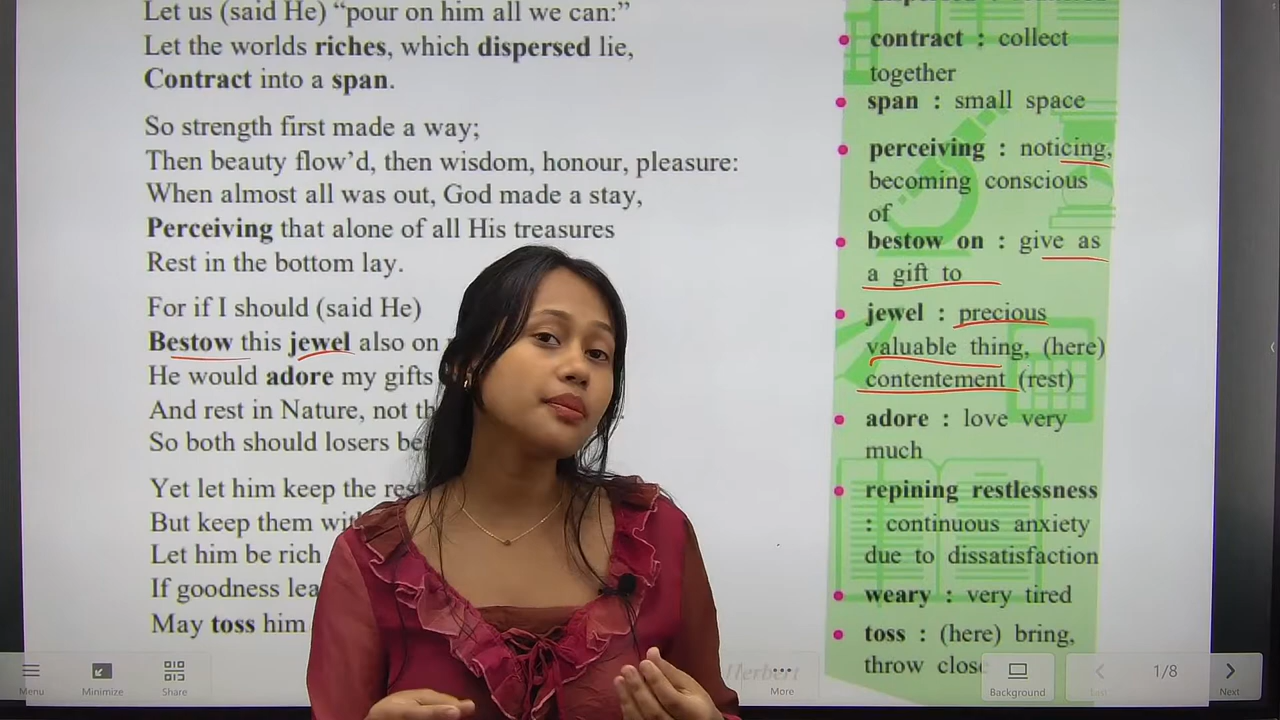 Let us (said He) “pour on him all we can:”
Let the worlds riches, which dispersed lie,
Contract into a span.
So strength first made a way;
Then beauty flow’d, then wisdom, honour, pleasure:
When almost all was out, God made a stay,
Perceiving that alone of all His treasures
Rest in the bottom lay.
For if I should (said He)
Bestow this jewel also on
He would adore my gifts
And rest in Nature, not
So both should losers
Yet let him keep the
But keep them
Let him be rich
If goodness
May toss him
Herbert
contract : collect
together
span : small space
perceiving : noticing,
becoming conscious
of
bestow on : give as
a gift to
jewel : precious
valuable thing, (here)
contentement (rest)
adore : love very
much
repining restlessness
: continuous anxiety
due to dissatisfaction
weary : very tired
toss : (here) bring,
throw close
Menu
Minimize
Share
More
Background
Last
1/8
Next